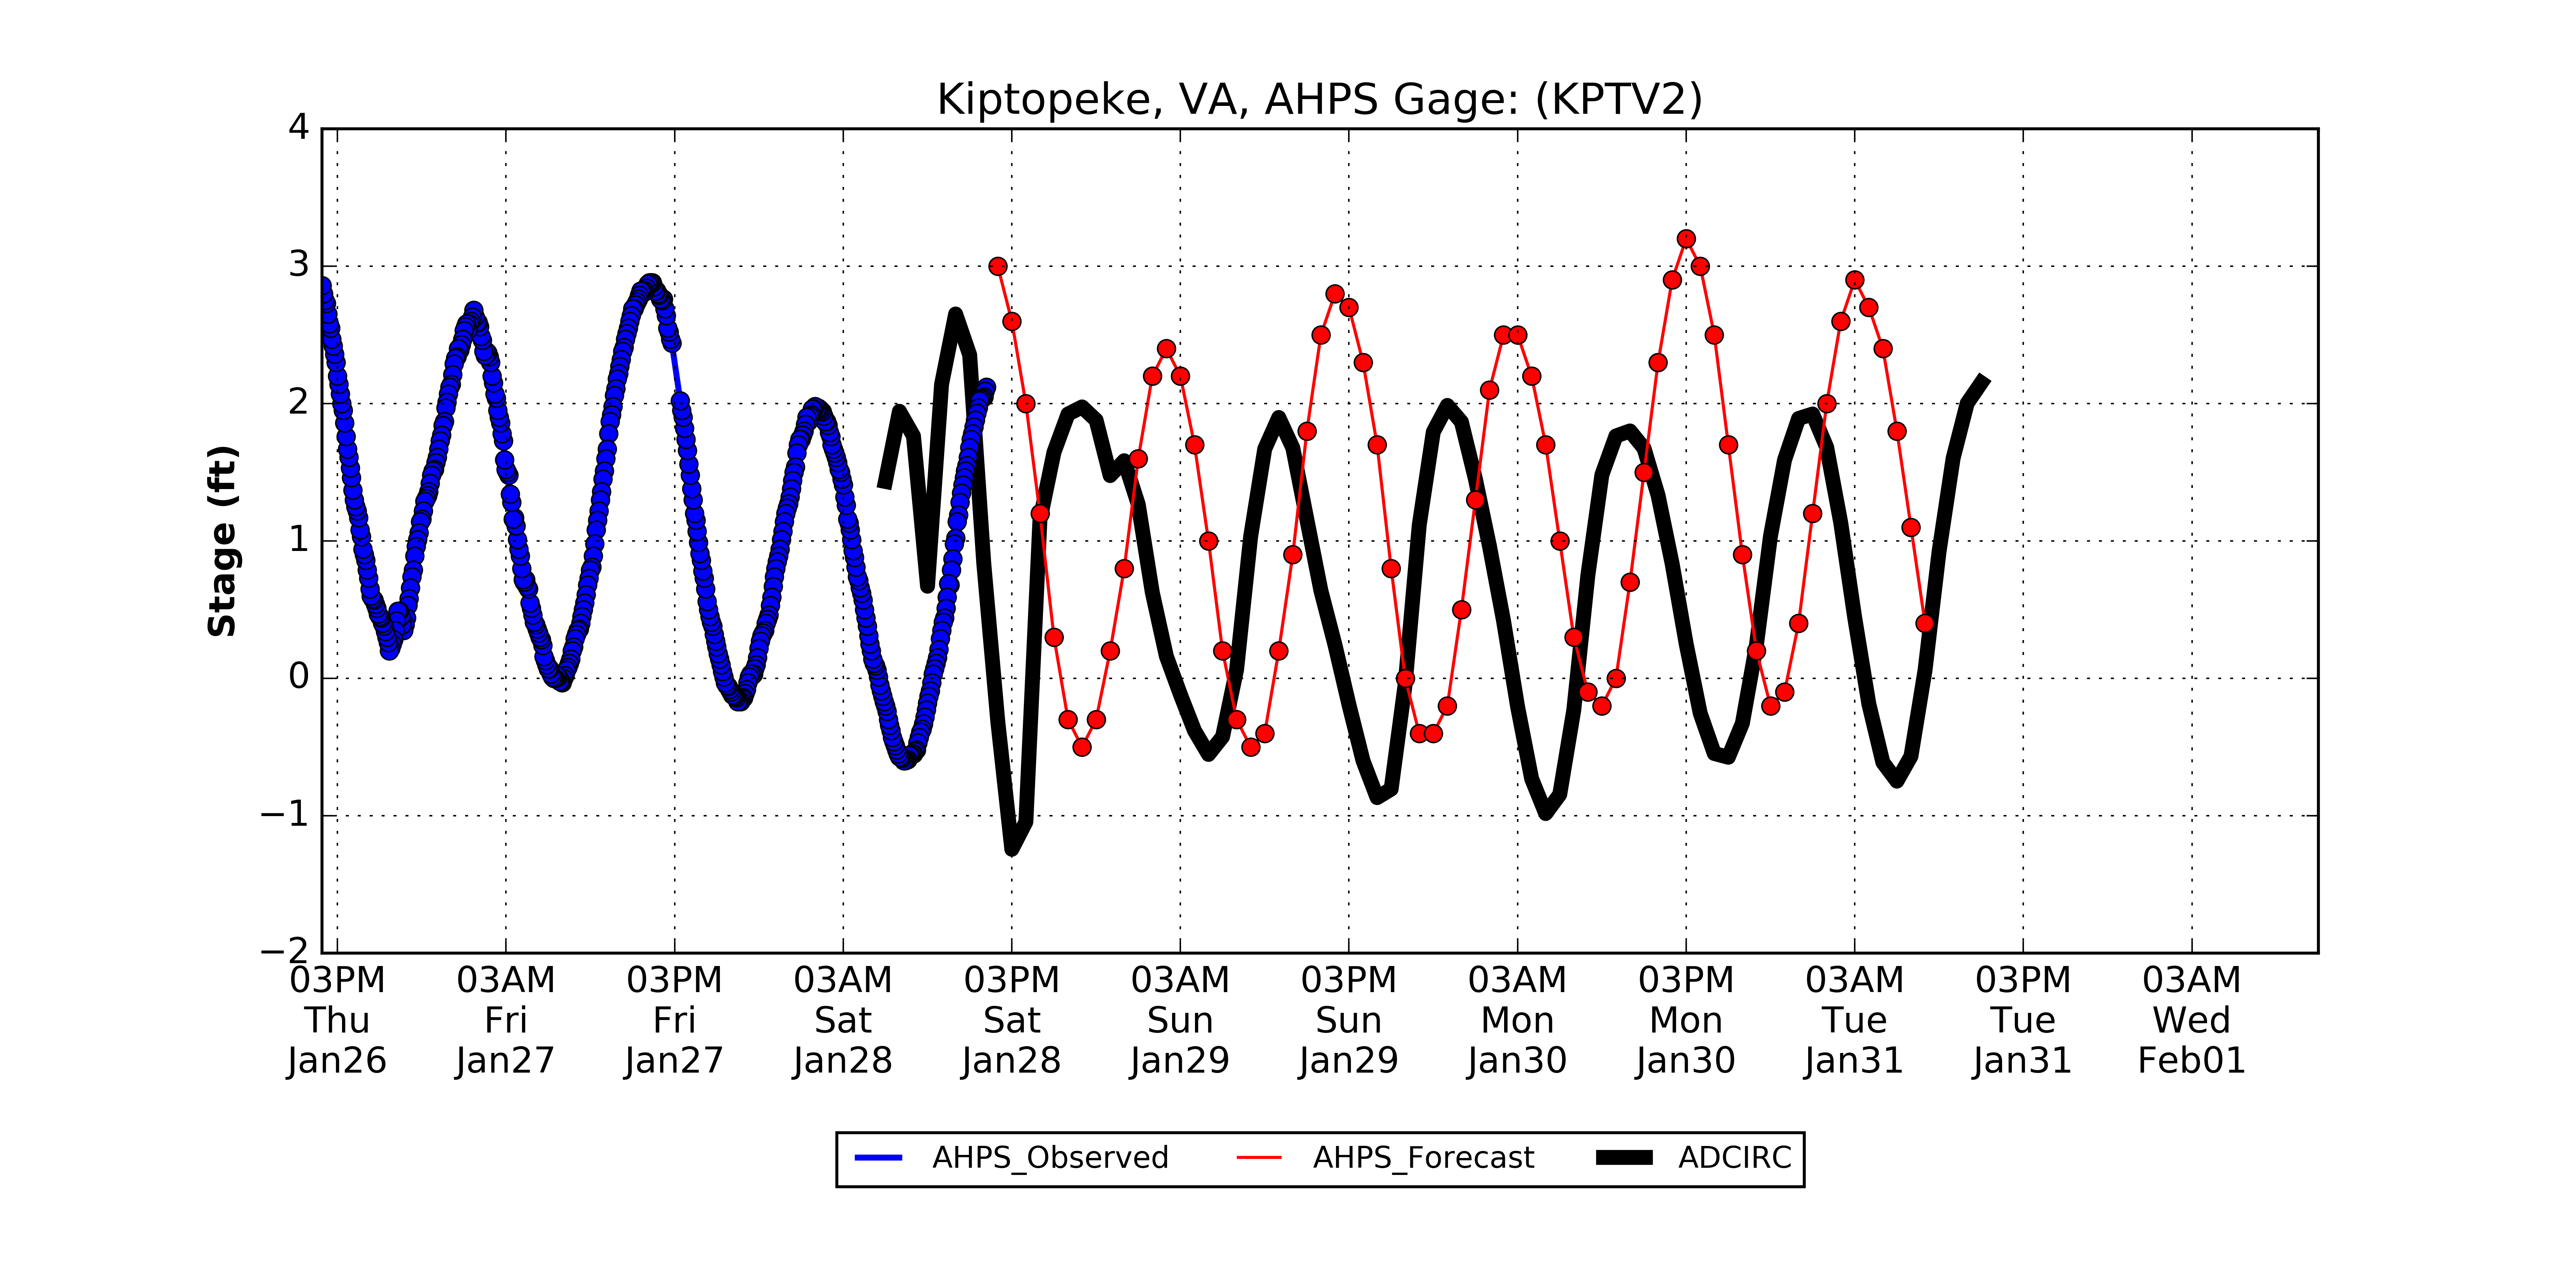 Kiptopeke, VA, AHPS Gage: (KPTV2)
4
3
2
1
0
−1
−2
Stage (ft)
03PM 03AM 03PM 03AM 03PM 03AM 03PM 03AM 03PM 03AM 03PM 03AM
Thu Fri Fri Sat Sat Sun Sun Mon Mon Tue Tue Wed
Jan26 Jan27 Jan27 Jan28 Jan28 Jan29 Jan29 Jan30 Jan30 Jan31 Jan31 Feb01
AHPS_Observed AHPS_Forecast ADCIRC